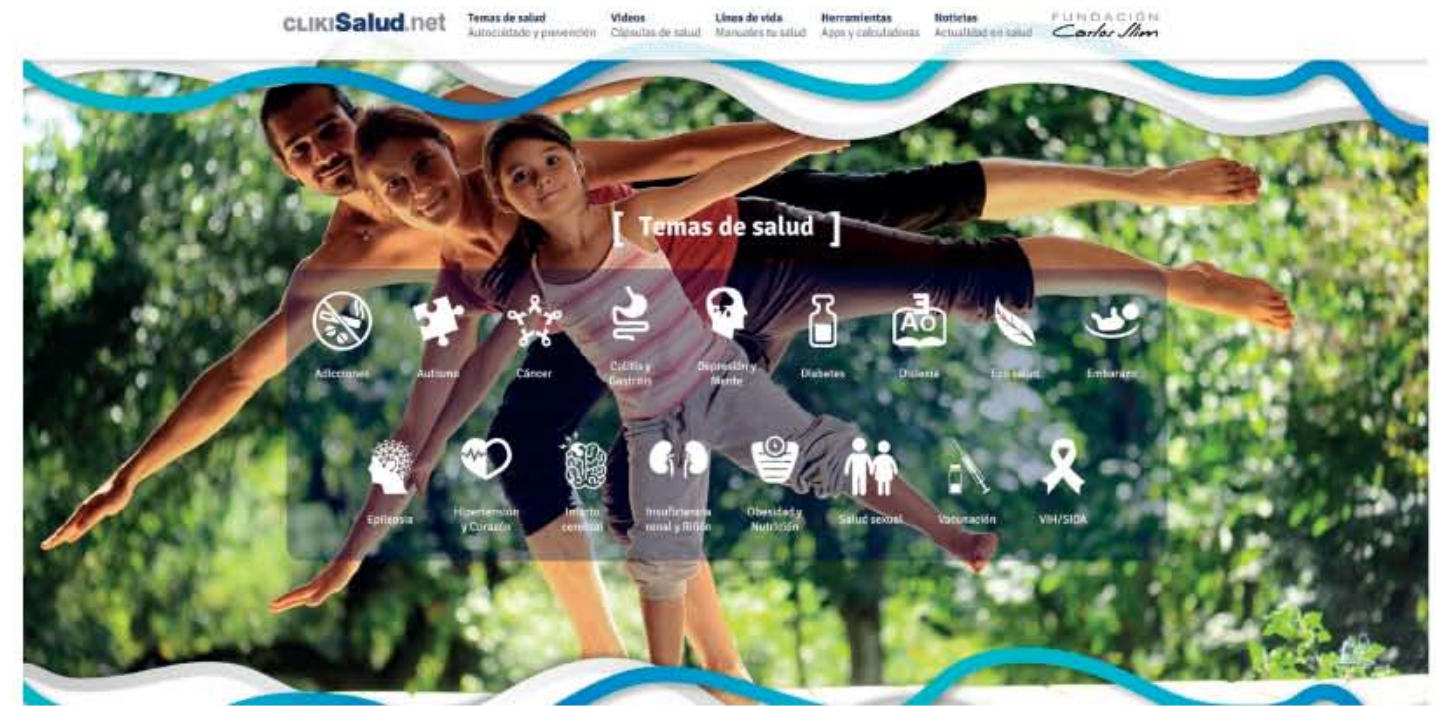 CLIKISalud.net
Temas de salud
Autocuidado y prevención
Videos
Cápsulas de salud
Línea de vida
Manuales tu salud
Herramientas
Apps y calculadoras
Noticias
Actualidad en salud
FUNDACIÓN
Carlos Slim
[ Temas de salud ]
Adicciones
Autismo
Cáncer
Colitis y
Gastritis
Depresión y
Mente
Diabetes
Dislexia
Eco salud
Embarazo
Epilepsia
Hipertensión
y Corazón
Infarto
cerebral
Insuficiencia
renal y Riñón
Obesidad y
Nutrición
Salud sexual
Vacunación
VIH/SIDA